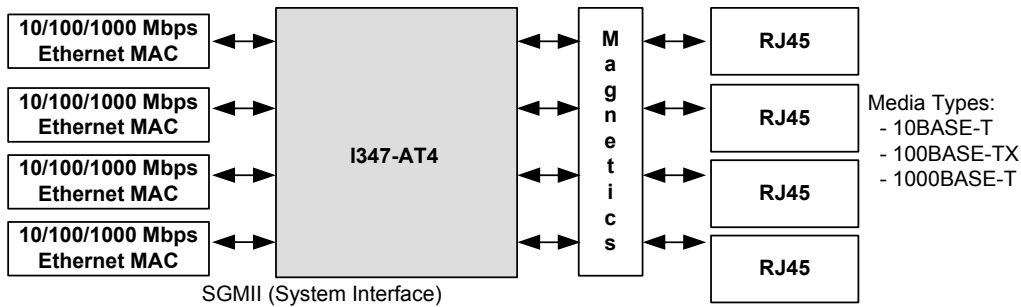 10/100/1000 Mbps
Ethernet MAC
10/100/1000 Mbps
Ethernet MAC
10/100/1000 Mbps
Ethernet MAC
10/100/1000 Mbps
Ethernet MAC
I347-AT4
SGMII (System Interface)
Magnetics
RJ45
RJ45
RJ45
RJ45
Media Types:
- 10BASE-T
- 100BASE-TX
- 1000BASE-T